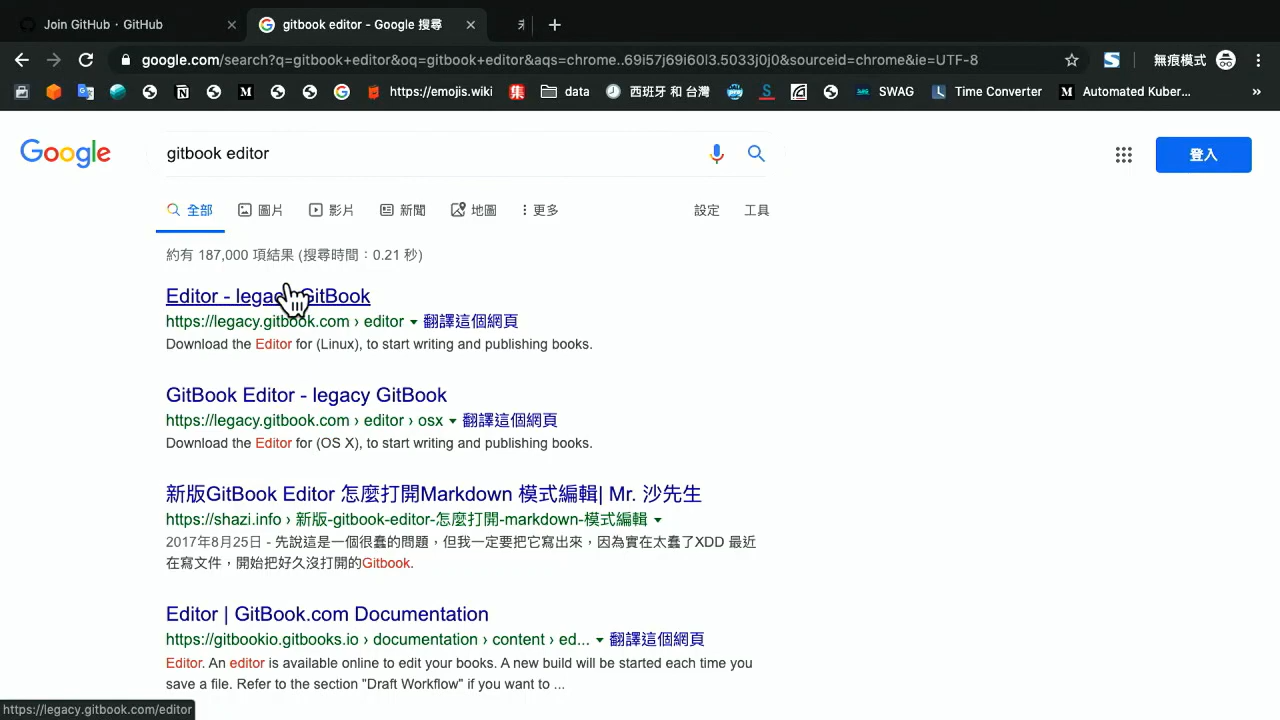 Join GitHub · GitHub
gitbook editor - Google 搜尋
google.com/search?q=gitbook+editor&oq=gitbook+editor&aqs=chrome..69i57j69i60l3.5033j0j0&sourceid=chrome&ie=UTF-8
無痕模式
https://emojis.wiki
data
西班牙 和 台灣
SWAG
Time Converter
Automated Kuber...
Google
gitbook editor
登入
全部
圖片
影片
新聞
地圖
更多
設定
工具
約有 187,000 項結果 (搜尋時間：0.21 秒)
Editor - legacy GitBook
https://legacy.gitbook.com › editor 翻譯這個網頁
Download the Editor for (Linux), to start writing and publishing books.
GitBook Editor - legacy GitBook
https://legacy.gitbook.com › editor › osx 翻譯這個網頁
Download the Editor for (OS X), to start writing and publishing books.
新版GitBook Editor 怎麼打開Markdown 模式編輯| Mr. 沙先生
https://shazi.info › 新版-gitbook-editor-怎麼打開-markdown-模式編輯
2017年8月25日 - 先說這是一個很蠢的問題，但我一定要把它寫出來，因為實在太蠢了XDD 最近
在寫文件，開始把好久沒打開的Gitbook.
Editor | GitBook.com Documentation
https://gitbookio.gitbooks.io › documentation › content › ed... 翻譯這個網頁
Editor. An editor is available online to edit your books. A new build will be started each time you
save a file. Refer to the section "Draft Workflow" if you want to ...
https://legacy.gitbook.com/editor